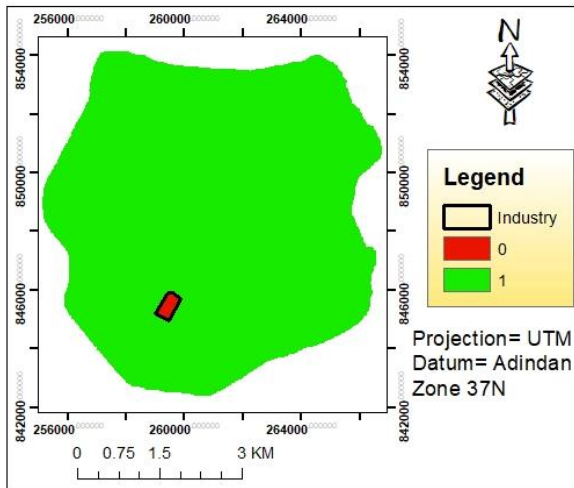 256000 260000 264000
N
854000 854000
850000 850000
846000 846000
842000 842000
256000 260000 264000
0 0.75 1.5 3 KM
Legend
Industry
0
1
Projection= UTM
Datum= Adindan
Zone 37N